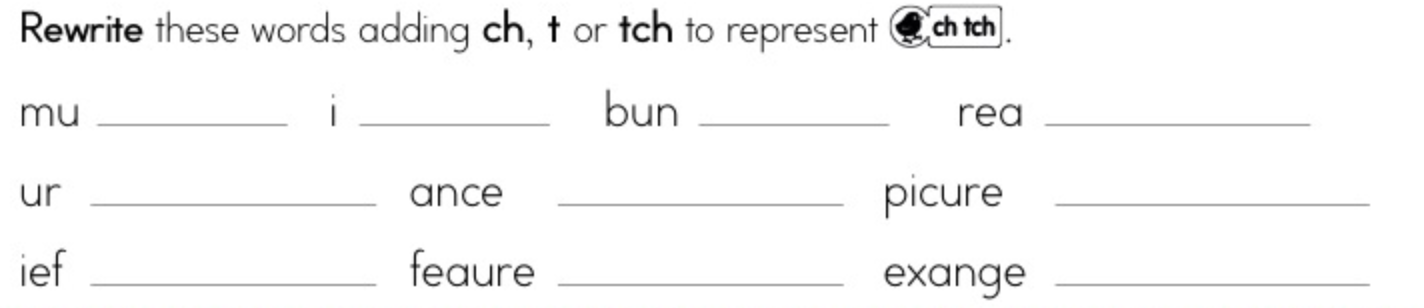 Rewrite these words adding ch, t or tch to represent ch tch.
mu i bun rea
ur ance picure
ief feaure exange